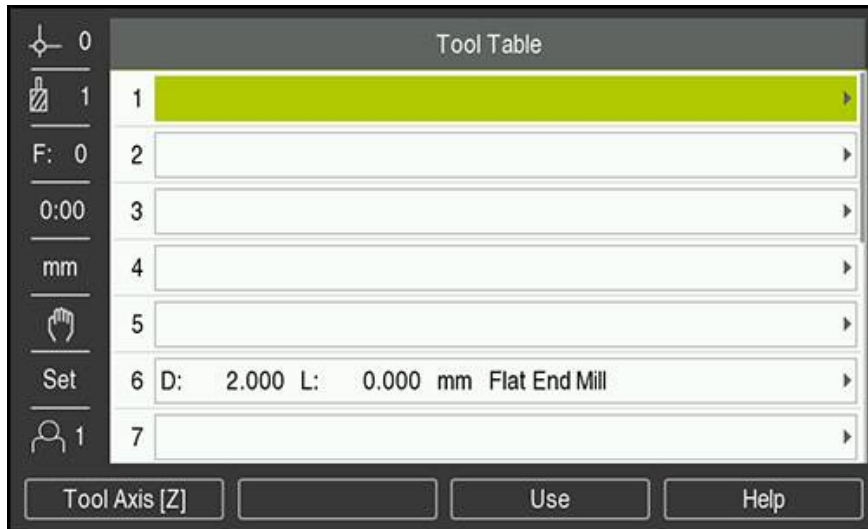 0
Tool Table
1
1
F: 0
2
0:00
3
mm
4
5
Set
6 D: 2.000 L: 0.000 mm Flat End Mill
1
7
Tool Axis [Z]
Use
Help